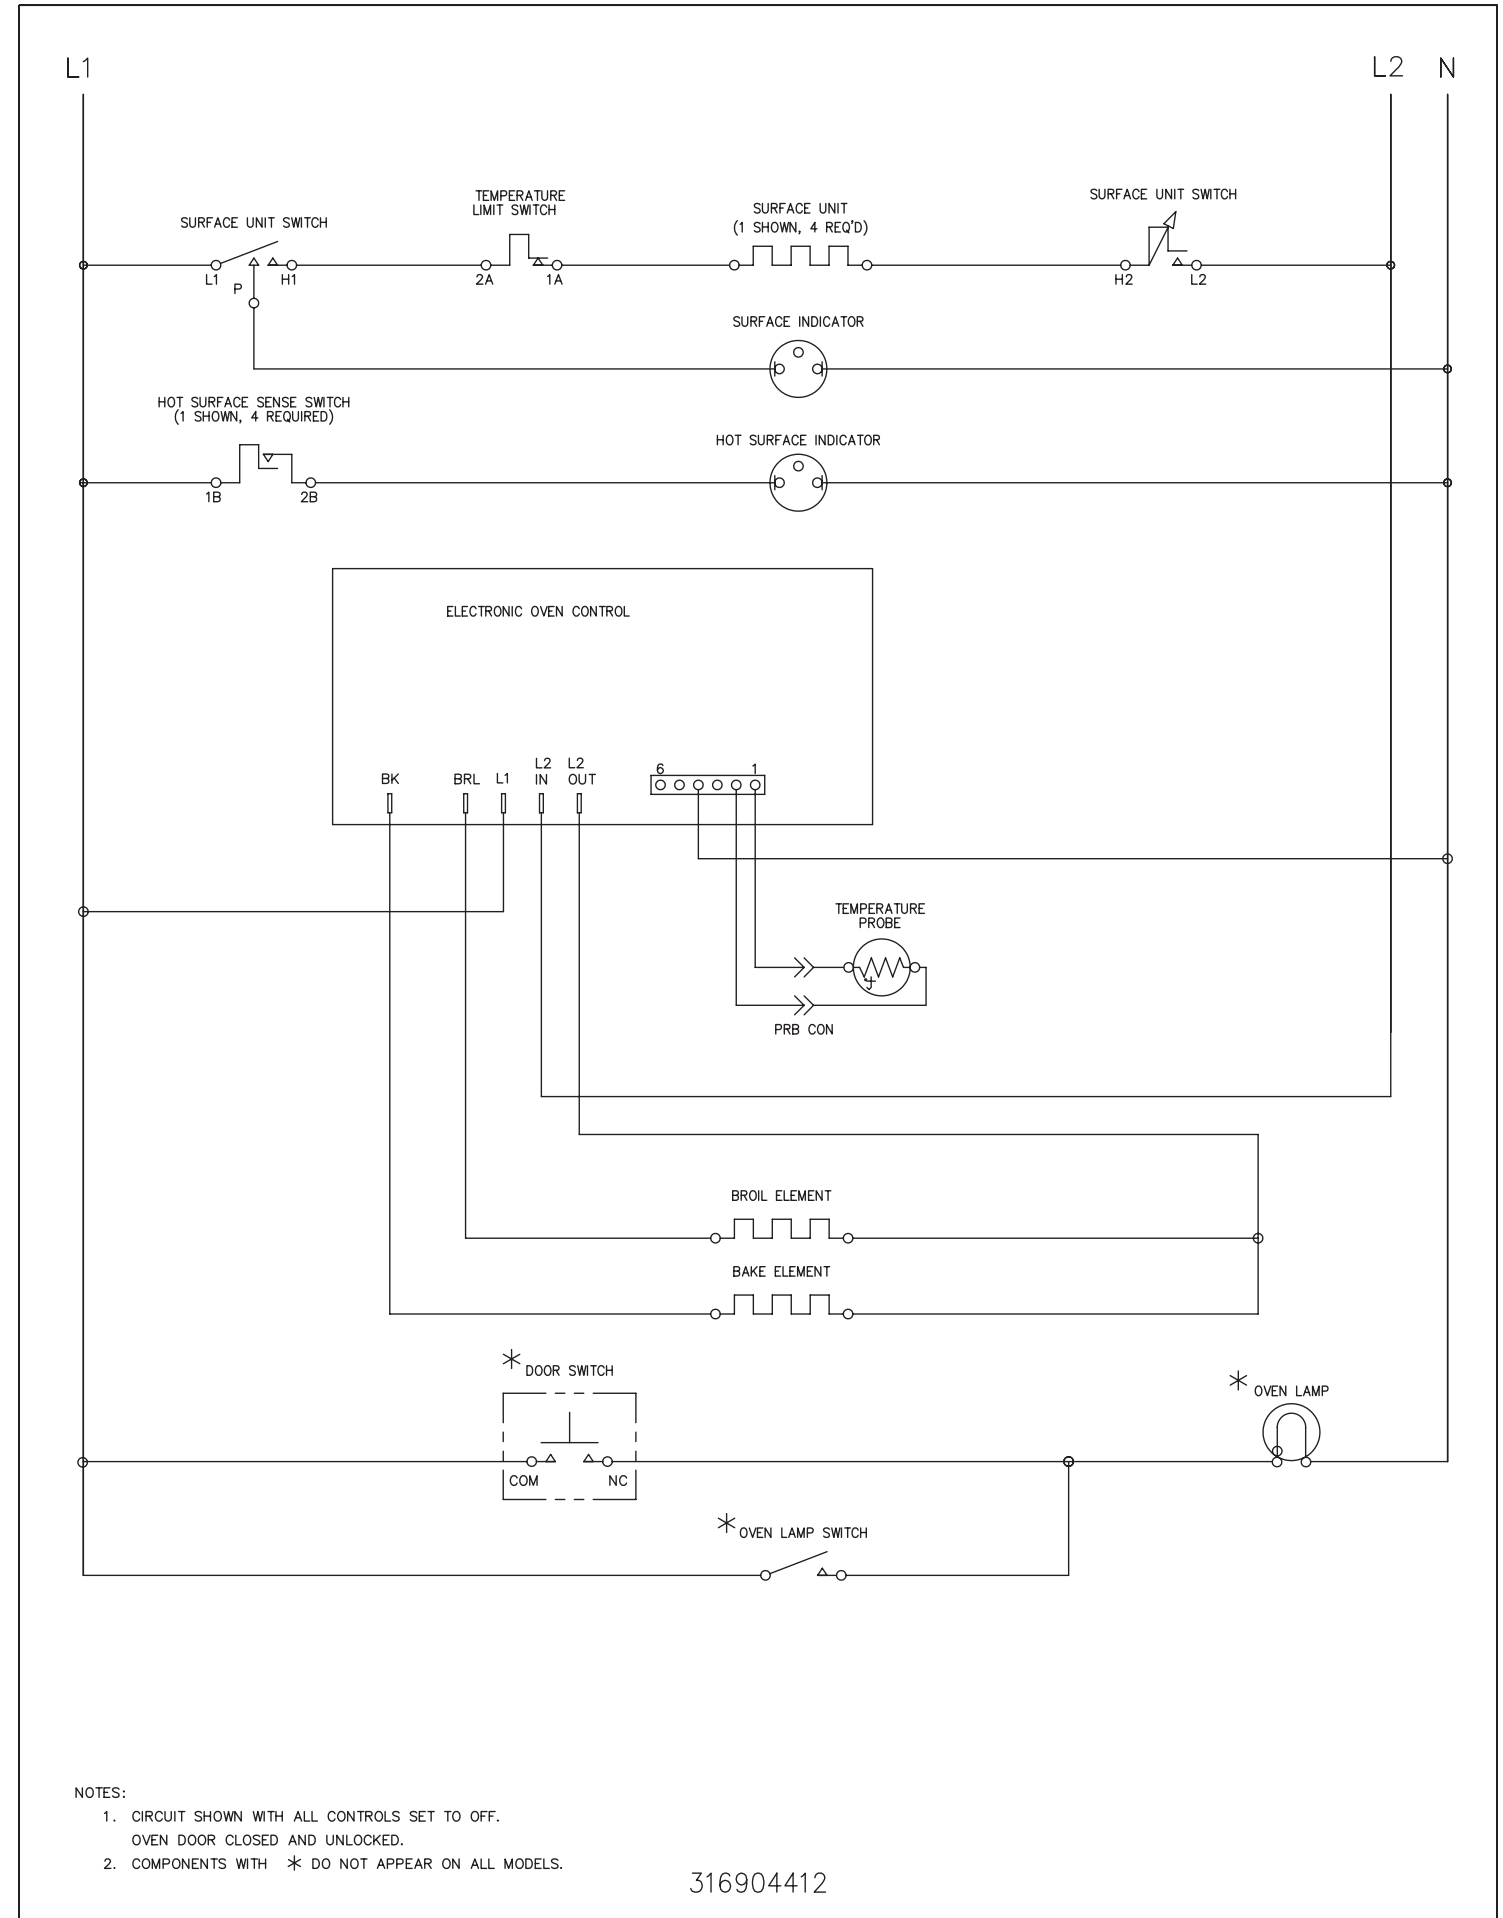 L1
L2 N
SURFACE UNIT SWITCH
TEMPERATURE
LIMIT SWITCH
SURFACE UNIT
(1 SHOWN, 4 REQ'D)
SURFACE UNIT SWITCH
L1
P
H1
2A
1A
H2
L2
SURFACE INDICATOR
HOT SURFACE SENSE SWITCH
(1 SHOWN, 4 REQUIRED)
1B
2B
HOT SURFACE INDICATOR
ELECTRONIC OVEN CONTROL
BK
BRL
L1
L2
IN
L2
OUT
6
1
TEMPERATURE
PROBE
PRB CON
BROIL ELEMENT
BAKE ELEMENT
* DOOR SWITCH
COM
NC
* OVEN LAMP
* OVEN LAMP SWITCH
NOTES:
1. CIRCUIT SHOWN WITH ALL CONTROLS SET TO OFF.
OVEN DOOR CLOSED AND UNLOCKED.
2. COMPONENTS WITH * DO NOT APPEAR ON ALL MODELS.
316904412